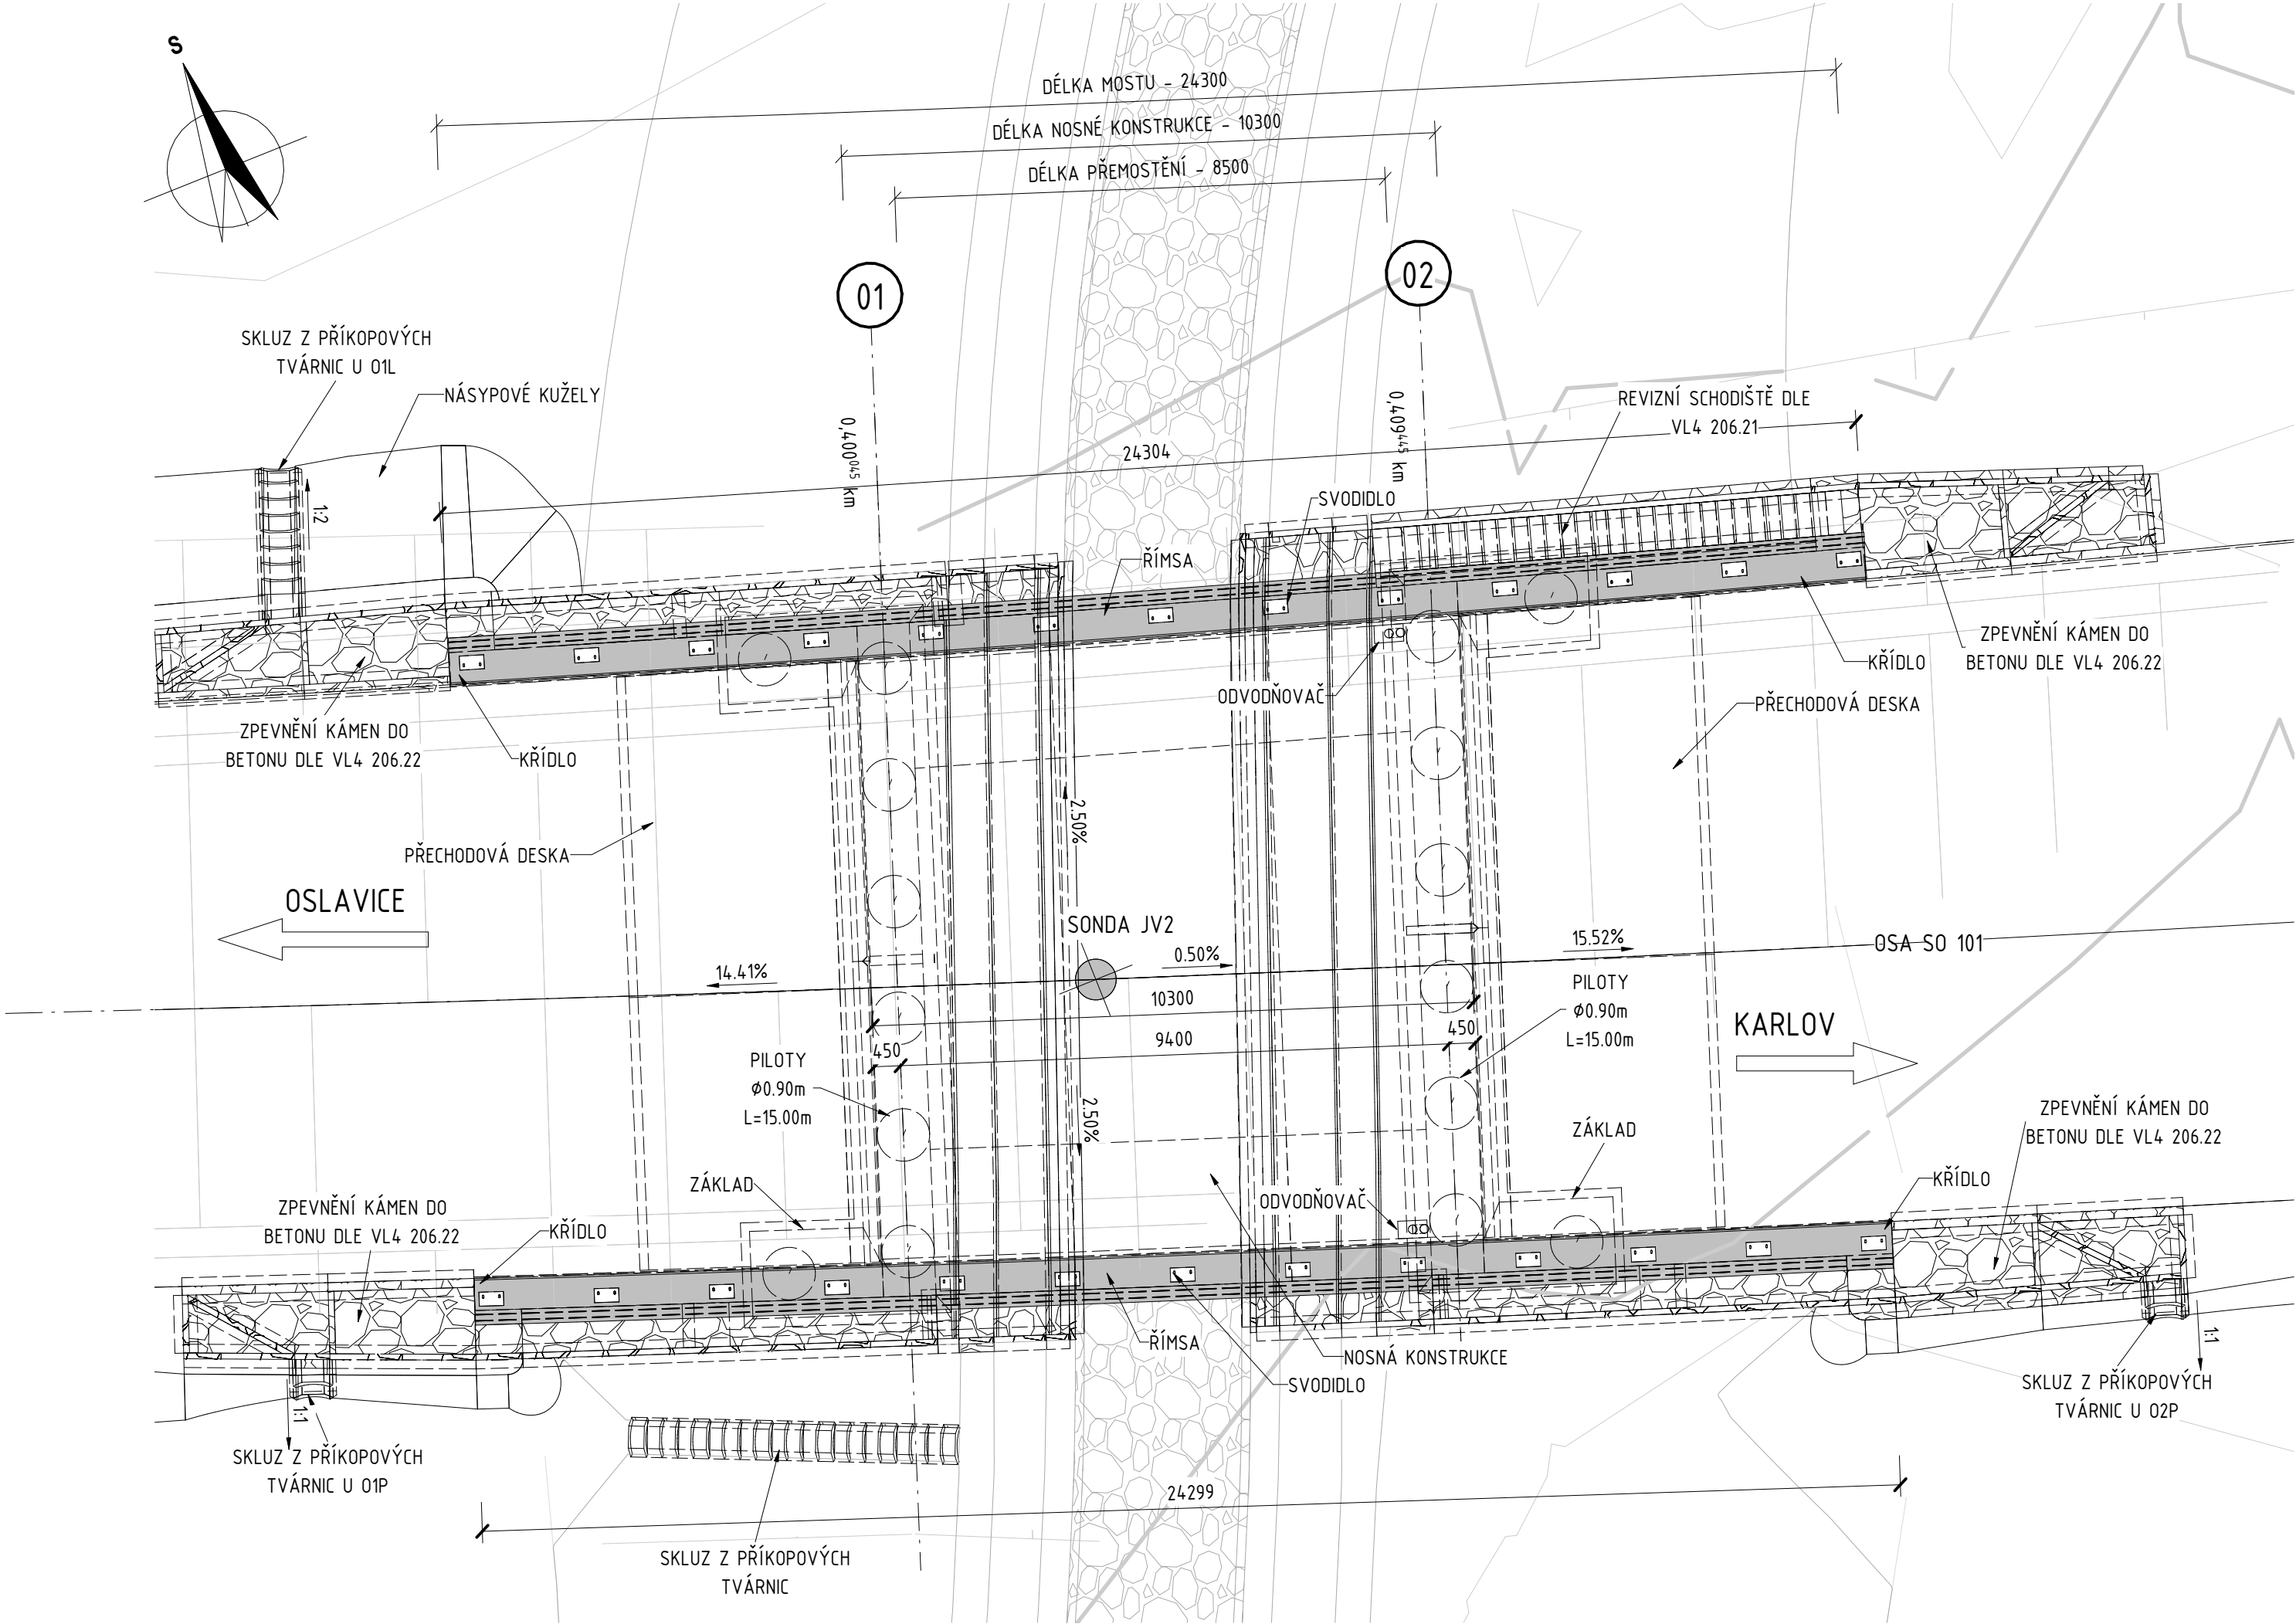 S
DÉLKA MOSTU - 24300
DÉLKA NOSNÉ KONSTRUKCE - 10300
DÉLKA PŘEMOSTĚNÍ - 8500
01
02
SKLUZ Z PŘÍKOPOVÝCH
TVÁRNIC U O1L
NÁSYPOVÉ KUŽELY
1:2
0,400⁰⁴⁵ km
0,409⁴⁴⁵ km
24304
REVIZNÍ SCHODIŠTĚ DLE
VL4 206.21
SVODIDLO
ŘÍMSA
ZPEVNĚNÍ KÁMEN DO
BETONU DLE VL4 206.22
KŘÍDLO
ODVODŇOVAČ
PŘECHODOVÁ DESKA
ZPEVNĚNÍ KÁMEN DO
BETONU DLE VL4 206.22
KŘÍDLO
2.50%
PŘECHODOVÁ DESKA
OSLAVICE
SONDA JV2
14.41%
0.50%
15.52%
OSA SO 101
10300
9400
450
450
PILOTY
Ø0.90m
L=15.00m
PILOTY
Ø0.90m
L=15.00m
KARLOV
2.50%
ZÁKLAD
ZÁKLAD
ZPEVNĚNÍ KÁMEN DO
BETONU DLE VL4 206.22
KŘÍDLO
ODVODŇOVAČ
ZPEVNĚNÍ KÁMEN DO
BETONU DLE VL4 206.22
KŘÍDLO
ŘÍMSA
NOSNÁ KONSTRUKCE
SVODIDLO
1:1
1:1
SKLUZ Z PŘÍKOPOVÝCH
TVÁRNIC U O1P
SKLUZ Z PŘÍKOPOVÝCH
TVÁRNIC U O2P
24299
SKLUZ Z PŘÍKOPOVÝCH
TVÁRNIC